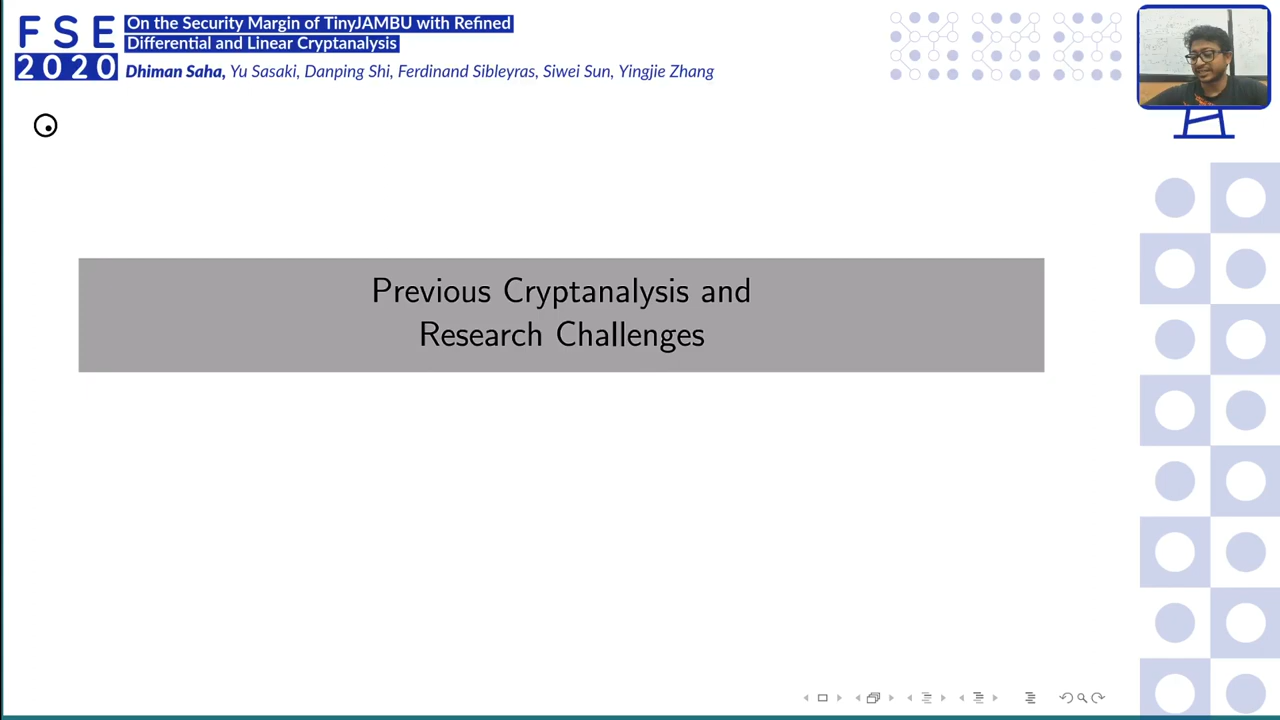 FSE
2020
On the Security Margin of TinyJAMBU with Refined
Differential and Linear Cryptanalysis
Dhiman Saha, Yu Sasaki, Danping Shi, Ferdinand Sibleyras, Siwei Sun, Yingjie Zhang
Previous Cryptanalysis and
Research Challenges